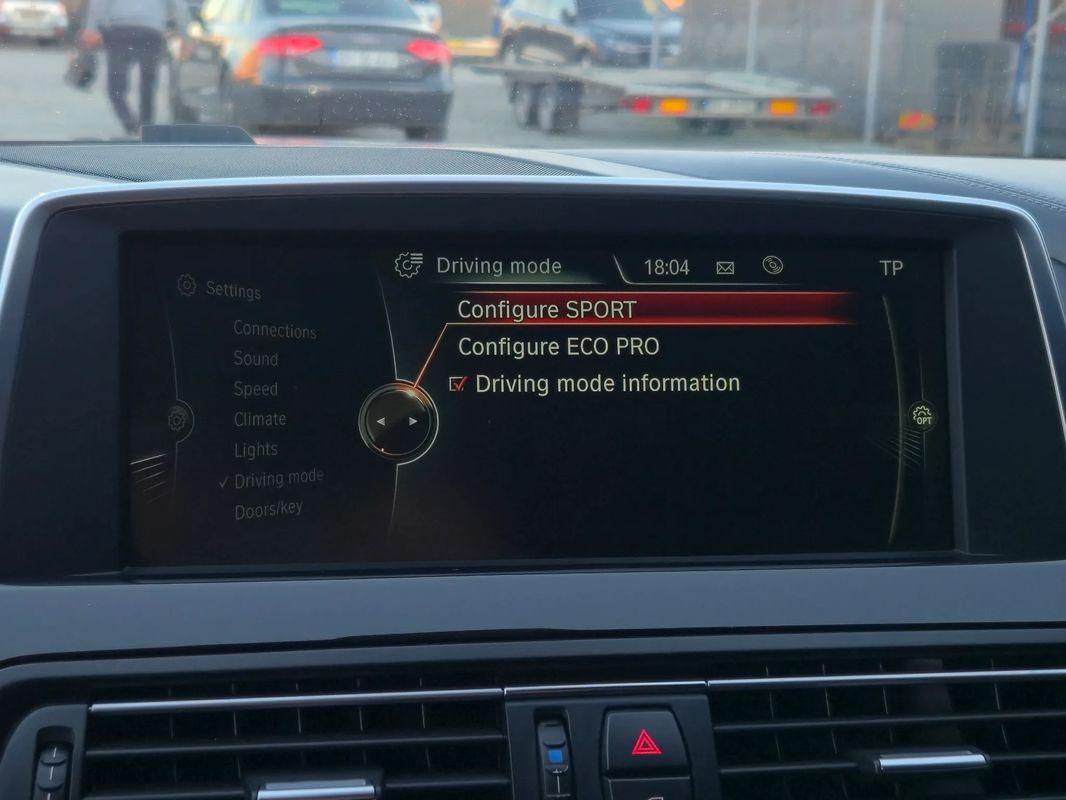 Driving mode 18:04 TP
Settings
Connections
Sound
Speed
Climate
Lights
Driving mode
Doors/key
Configure SPORT
Configure ECO PRO
Driving mode information
OPT